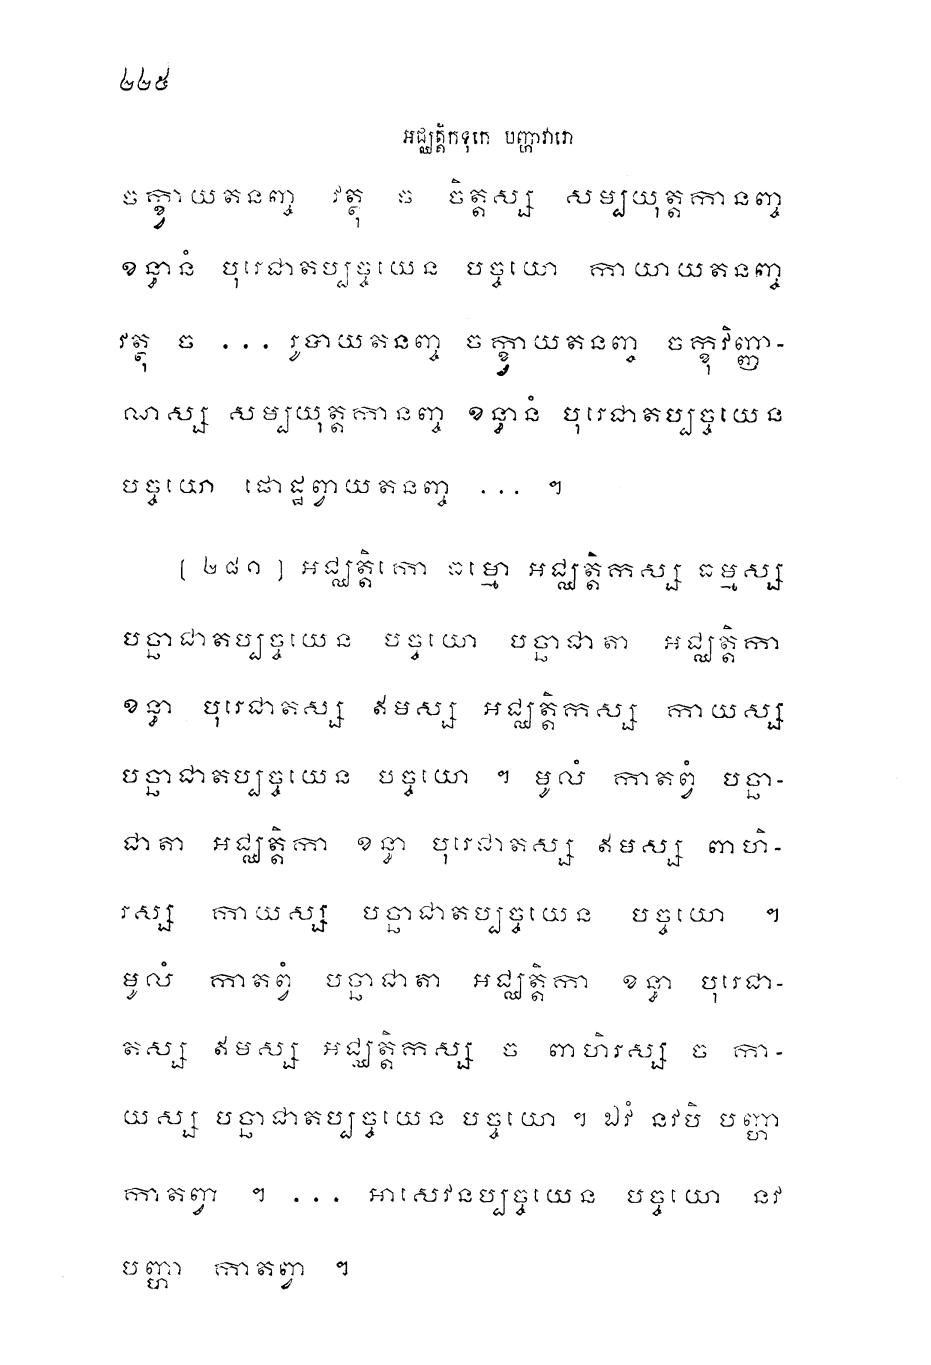 ២២៥
អជ្ឈត្តិកទុកេ បញ្ហាវារោ
ចក្ខ្វាយតនញ្ច វត្ថុ ច ចិត្តស្ស សម្បយុត្តកានញ្ច
ខន្ធានំ បុរេជាតប្បច្ចយេន បច្ចយោ កាយាយតនញ្ច
វត្ថុ ច ... រូបាយតនញ្ច ចក្ខ្វាយតនញ្ច ចក្ខុវិញ្ញា-
ណស្ស សម្បយុត្តកានញ្ច ខន្ធានំ បុរេជាតប្បច្ចយេន
បច្ចយោ ផោដ្ឋព្វាយតនញ្ច ... ។
[ ២៨១ ] អជ្ឈត្តិកោ ធម្មោ អជ្ឈត្តិកស្ស ធម្មស្ស
បច្ឆាជាតប្បច្ចយេន បច្ចយោ បច្ឆាជាតា អជ្ឈត្តិកា
ខន្ធា បុរេជាតស្ស ឥមស្ស អជ្ឈត្តិកស្ស កាយស្ស
បច្ឆាជាតប្បច្ចយេន បច្ចយោ ។ មូលំ កាតព្វំ បច្ឆា-
ជាតា អជ្ឈត្តិកា ខន្ធា បុរេជាតស្ស ឥមស្ស ពាហិ-
រស្ស កាយស្ស បច្ឆាជាតប្បច្ចយេន បច្ចយោ ។
មូលំ កាតព្វំ បច្ឆាជាតា អជ្ឈត្តិកា ខន្ធា បុរេជា-
តស្ស ឥមស្ស អជ្ឈត្តិកស្ស ច ពាហិរស្ស ច កា-
យស្ស បច្ឆាជាតប្បច្ចយេន បច្ចយោ ។ ឯវំ នវបិ បញ្ហា
កាតព្វា ។ ... អាសេវនប្បច្ចយេន បច្ចយោ នវ
បញ្ហា កាតព្វា ។